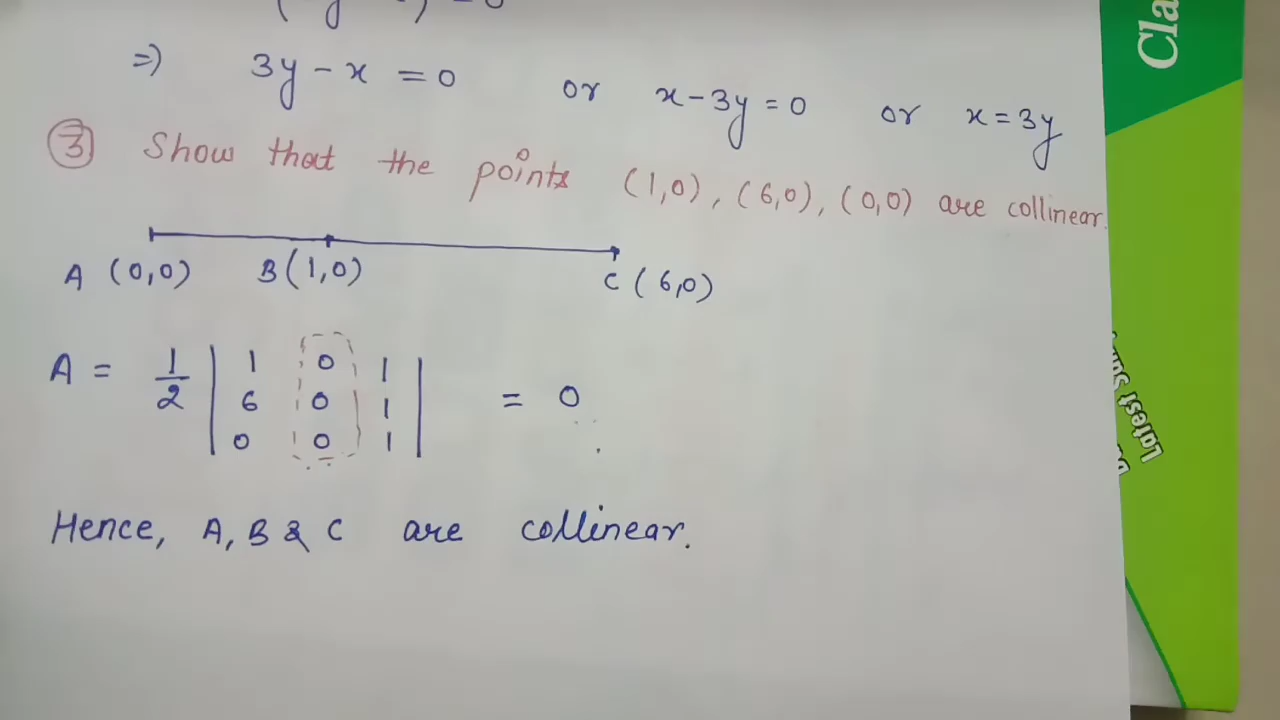 =) 3y - x = 0 or x - 3y = 0 or x = 3y
③ Show that the points (1,0), (6,0), (0,0) are collinear.
A (0,0) B (1,0) C (6,0)
A = 1/2 | 1 0 1 |
| 6 0 1 | = 0
| 0 0 1 |
Hence, A, B & C are collinear.
Cla
Latest Sam